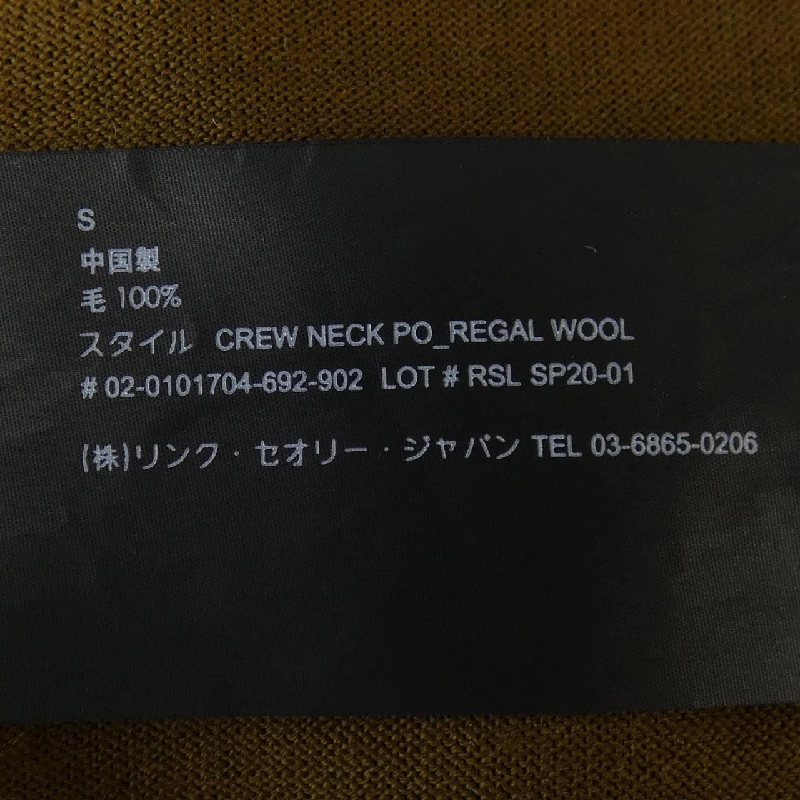 S
中国製
毛 100%
スタイル CREW NECK PO_REGAL WOOL
# 02-0101704-692-902 LOT # RSL SP20-01
(株)リンク・セオリー・ジャパン TEL 03-6865-0206